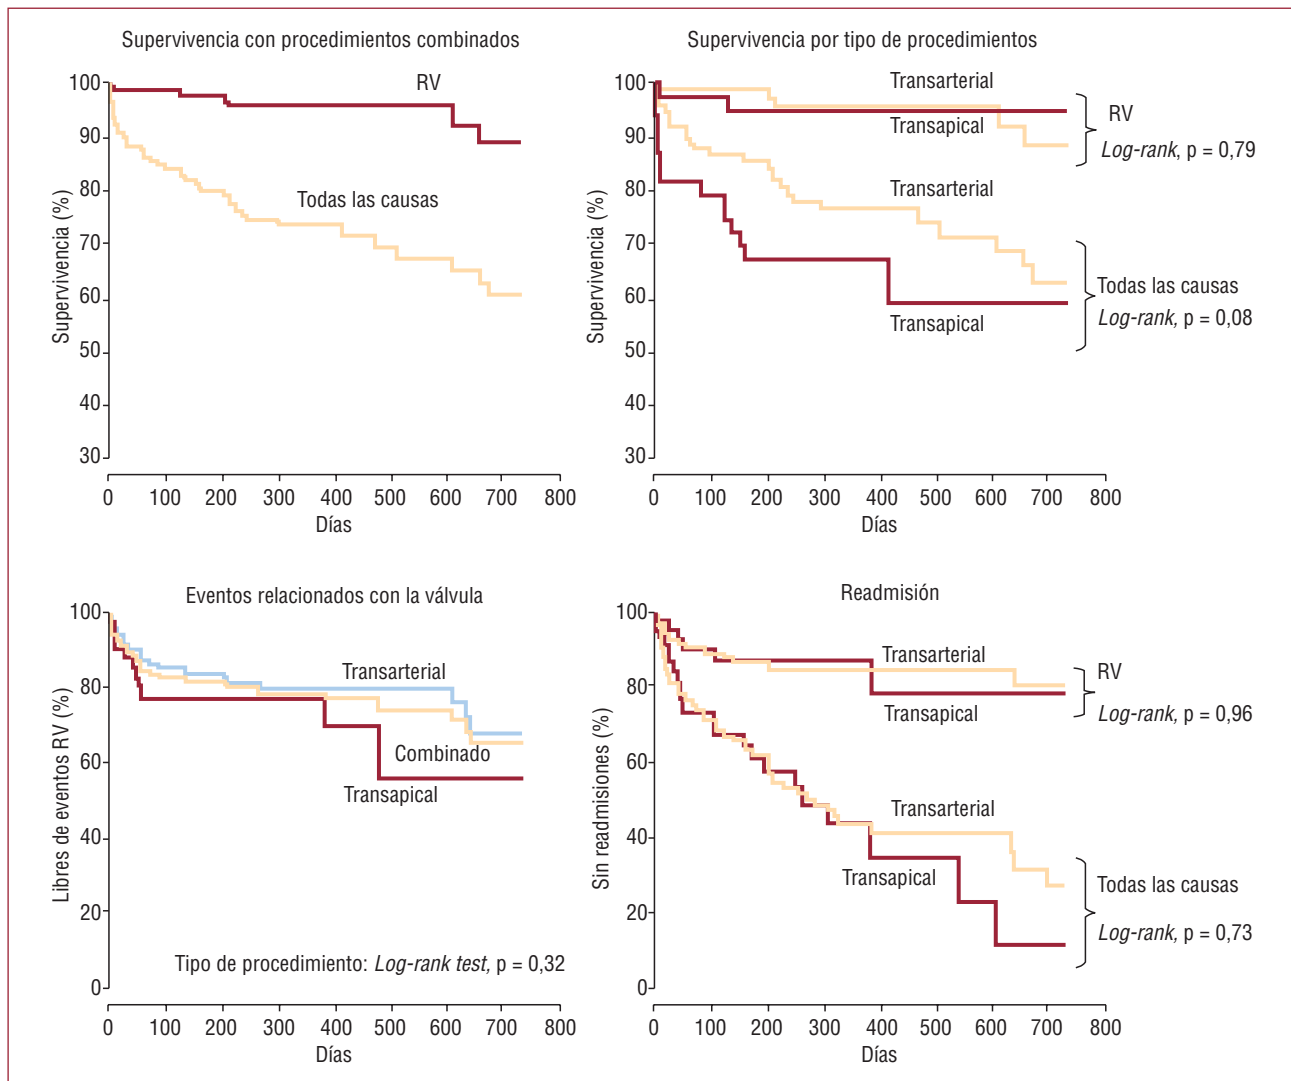 Supervivencia con procedimientos combinados
Supervivencia (%)
100
90
80
70
60
50
40
30
RV
Todas las causas
0 100 200 300 400 500 600 700 800
Días
Supervivencia por tipo de procedimientos
Supervivencia (%)
100
90
80
70
60
50
40
30
Transarterial
Transapical
RV
Log-rank, p = 0,79
Transarterial
Transapical
Todas las causas
Log-rank, p = 0,08
0 100 200 300 400 500 600 700 800
Días
Eventos relacionados con la válvula
Libres de eventos RV (%)
100
80
60
40
20
0
Transarterial
Combinado
Transapical
Tipo de procedimiento: Log-rank test, p = 0,32
0 100 200 300 400 500 600 700 800
Días
Readmisión
Sin readmisiones (%)
100
80
60
40
20
0
Transarterial
Transapical
RV
Log-rank, p = 0,96
Transarterial
Transapical
Todas las causas
Log-rank, p = 0,73
0 100 200 300 400 500 600 700 800
Días